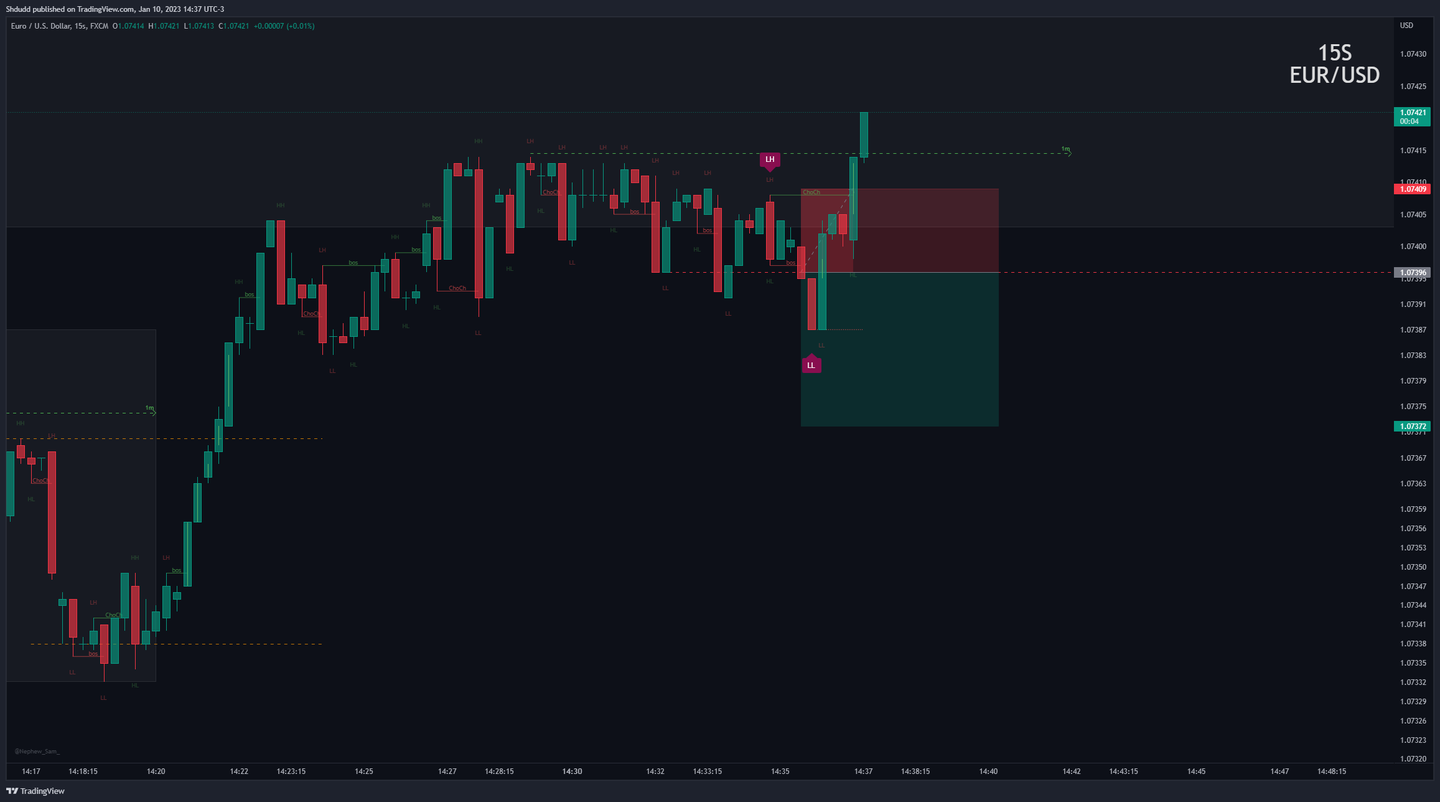 Shdudd published on TradingView.com, Jan 10, 2023 14:37 UTC-3
Euro / U.S. Dollar, 15s, FXCM O1.07414 H1.07421 L1.07413 C1.07421 +0.00007 (+0.01%)
USD
15S
EUR/USD
1.07430
1.07425
1.07421
00:04
1.07415
1.07410
1.07409
1.07405
1.07400
1.07396
1.07395
1.07391
1.07387
1.07383
1.07379
1.07375
1.07372
1.07371
1.07367
1.07363
1.07359
1.07356
1.07353
1.07350
1.07347
1.07344
1.07341
1.07338
1.07335
1.07332
1.07329
1.07326
1.07323
1.07320
HH
LH
LH
LH
LH
1m
LH
LH
LH
LH
LH
ChoCh
ChoCh
HH
HH
bos
HL
bos
bos
HL
LH
HH
bos
bos
HL
LL
HL
HL
HH
bos
ChoCh
LL
ChoCh
HL
HL
HL
LL
LL
LL
HL
LL
LL
LL
1m
HH
LH
ChoCh
HL
HH
LH
bos
LH
ChoCh
bos
LL
HL
LL
@Nephew_Sam_
14:17 14:18:15 14:20 14:22 14:23:15 14:25 14:27 14:28:15 14:30 14:32 14:33:15 14:35 14:37 14:38:15 14:40 14:42 14:43:15 14:45 14:47 14:48:15
TradingView